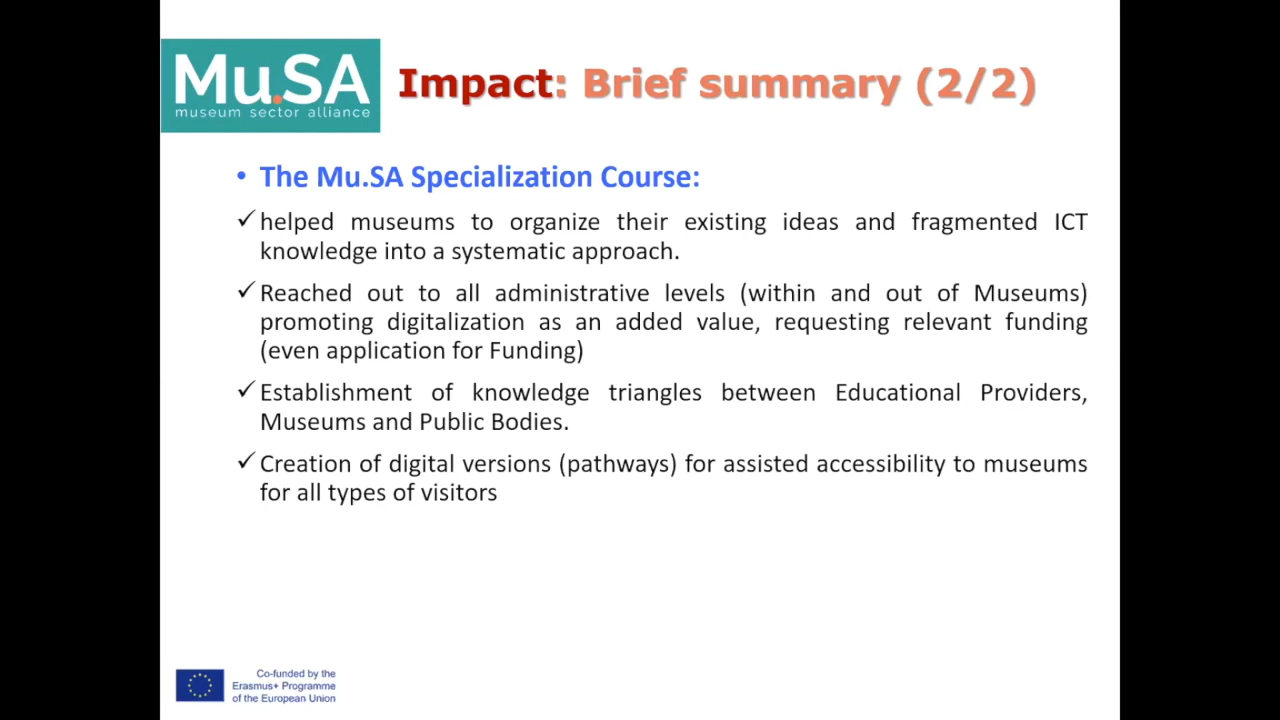 Mu.SA
museum sector alliance
Impact: Brief summary (2/2)
• The Mu.SA Specialization Course:
✓ helped museums to organize their existing ideas and fragmented ICT
knowledge into a systematic approach.
✓ Reached out to all administrative levels (within and out of Museums)
promoting digitalization as an added value, requesting relevant funding
(even application for Funding)
✓ Establishment of knowledge triangles between Educational Providers,
Museums and Public Bodies.
✓ Creation of digital versions (pathways) for assisted accessibility to museums
for all types of visitors
Co-funded by the
Erasmus+ Programme
of the European Union